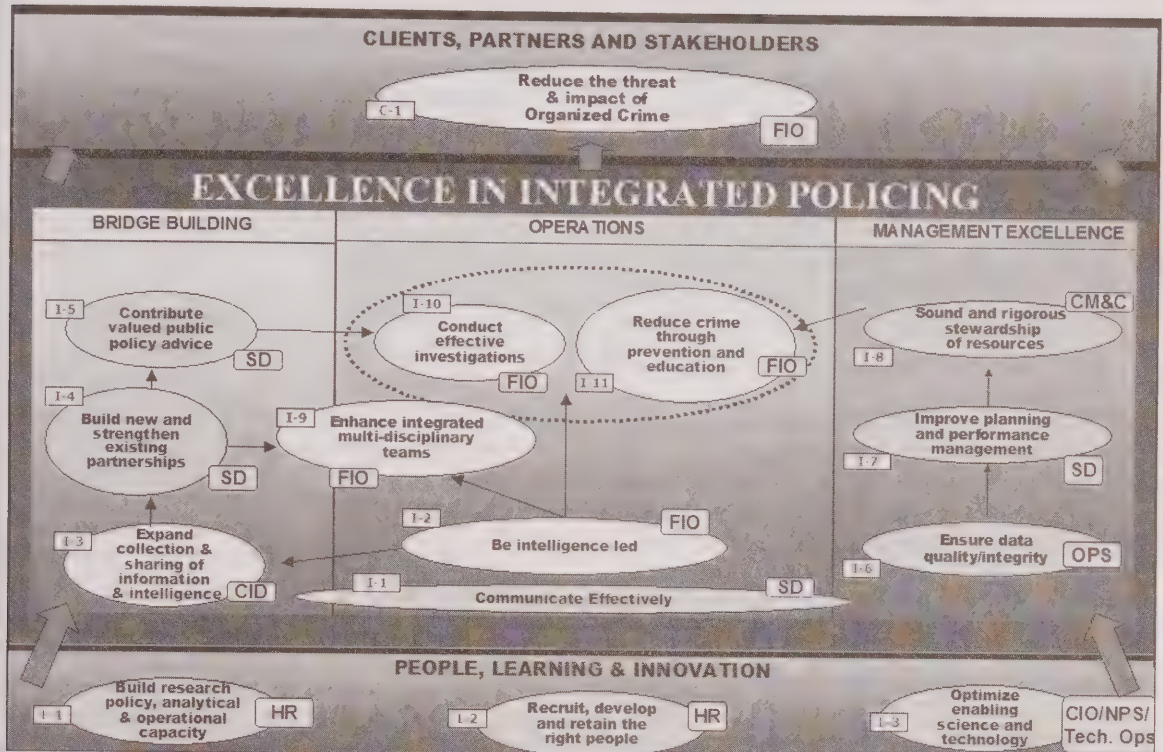 CLIENTS, PARTNERS AND STAKEHOLDERS
Reduce the threat
& impact of
Organized Crime
C-1
FIO
EXCELLENCE IN INTEGRATED POLICING
BRIDGE BUILDING
I-5
Contribute
valued public
policy advice
SD
I-4
Build new and
strengthen
existing
partnerships
SD
I-3
Expand
collection &
sharing of
information
& intelligence
CID
OPERATIONS
I-10
Conduct
effective
investigations
FIO
Reduce crime
through
prevention and
education
I-11
FIO
I-9
Enhance integrated
multi-disciplinary
teams
FIO
I-2
FIO
Be intelligence led
I-1
SD
Communicate Effectively
MANAGEMENT EXCELLENCE
CM&C
Sound and rigorous
stewardship
of resources
I-8
Improve planning
and performance
management
I-7
SD
Ensure data
quality/integrity
I-6
OPS
PEOPLE, LEARNING & INNOVATION
Build research
policy, analytical
& operational
capacity
I-1
HR
I-2
Recruit, develop
and retain the
right people
HR
I-3
Optimize
enabling
science and
technology
CIO/NPS/
Tech. Ops